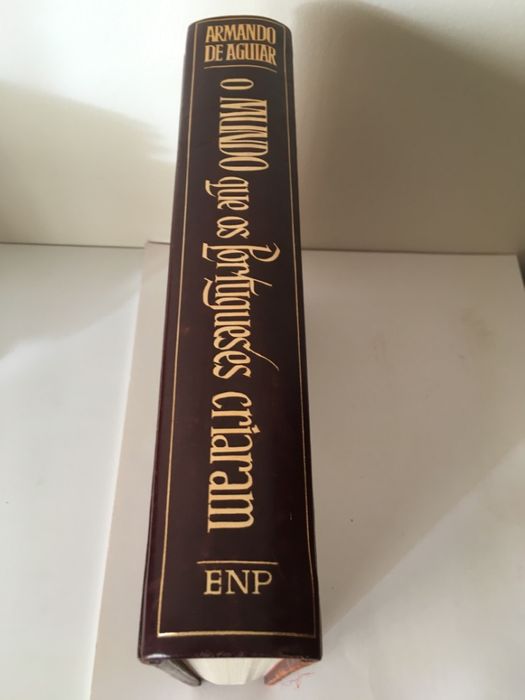 ARMANDO
DE AGUIAR
O MUNDO que os Portugueses criaram
ENP